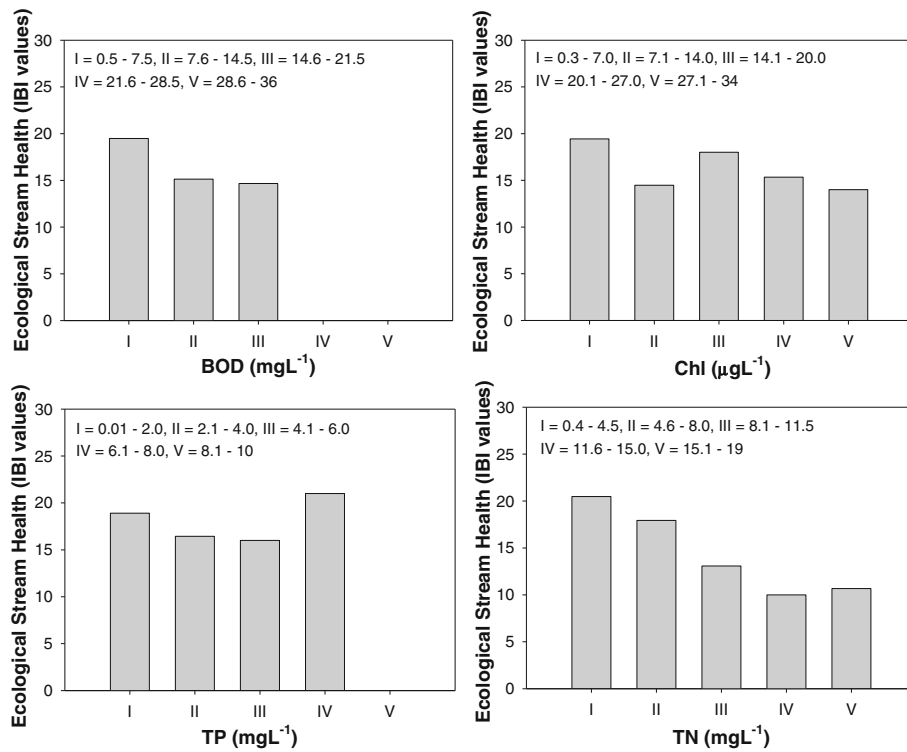 Ecological Stream Health (IBI values)
30
25
20
15
10
5
0
I = 0.5 - 7.5, II = 7.6 - 14.5, III = 14.6 - 21.5
IV = 21.6 - 28.5, V = 28.6 - 36
I II III IV V
BOD (mgL⁻¹)
Ecological Stream Health (IBI values)
30
25
20
15
10
5
0
I = 0.3 - 7.0, II = 7.1 - 14.0, III = 14.1 - 20.0
IV = 20.1 - 27.0, V = 27.1 - 34
I II III IV V
Chl (μgL⁻¹)
Ecological Stream Health (IBI values)
30
25
20
15
10
5
0
I = 0.01 - 2.0, II = 2.1 - 4.0, III = 4.1 - 6.0
IV = 6.1 - 8.0, V = 8.1 - 10
I II III IV V
TP (mgL⁻¹)
Ecological Stream Health (IBI values)
30
25
20
15
10
5
0
I = 0.4 - 4.5, II = 4.6 - 8.0, III = 8.1 - 11.5
IV = 11.6 - 15.0, V = 15.1 - 19
I II III IV V
TN (mgL⁻¹)